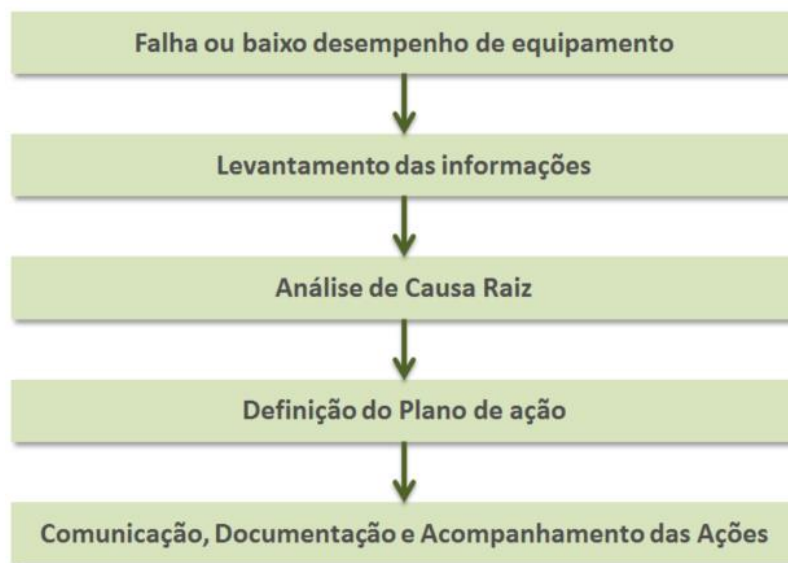 Falha ou baixo desempenho de equipamento
Levantamento das informações
Análise de Causa Raiz
Definição do Plano de ação
Comunicação, Documentação e Acompanhamento das Ações